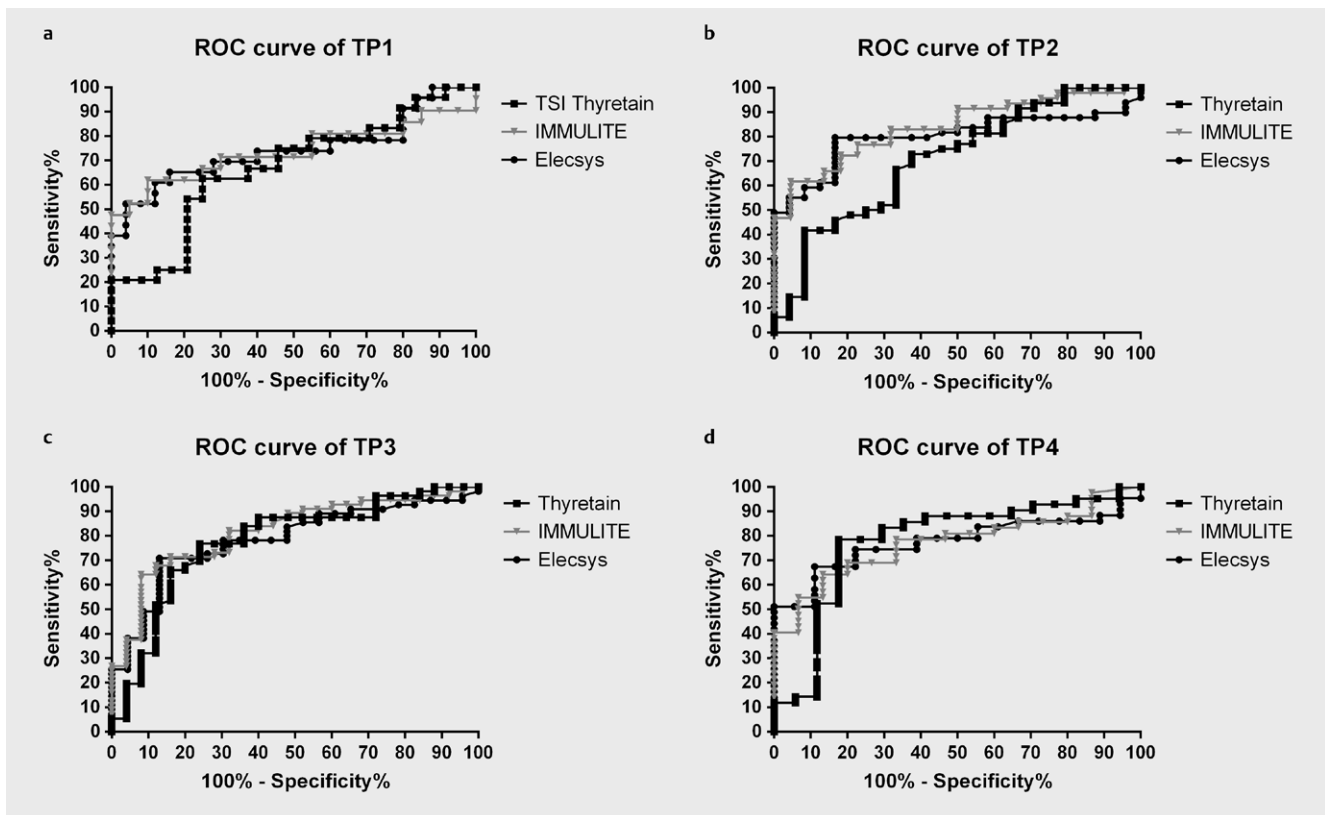 a
ROC curve of TP1
100
90
80
70
60
50
40
30
20
10
0
Sensitivity%
0 10 20 30 40 50 60 70 80 90 100
100% - Specificity%
TSI Thyretain
IMMULITE
Elecsys
b
ROC curve of TP2
100
90
80
70
60
50
40
30
20
10
0
Sensitivity%
0 10 20 30 40 50 60 70 80 90 100
100% - Specificity%
Thyretain
IMMULITE
Elecsys
c
ROC curve of TP3
100
90
80
70
60
50
40
30
20
10
0
Sensitivity%
0 10 20 30 40 50 60 70 80 90 100
100% - Specificity%
Thyretain
IMMULITE
Elecsys
d
ROC curve of TP4
100
90
80
70
60
50
40
30
20
10
0
Sensitivity%
0 10 20 30 40 50 60 70 80 90 100
100% - Specificity%
Thyretain
IMMULITE
Elecsys